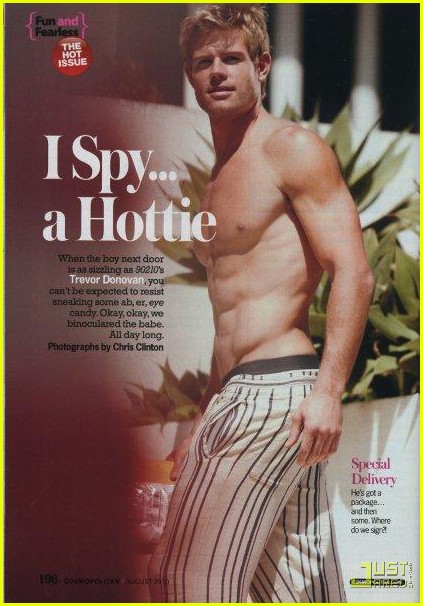 {Fun and
Fearless}
THE
HOT
ISSUE
I Spy...
a Hottie
When the boy next door
is as sizzling as 90210's
Trevor Donovan, you
can't be expected to resist
sneaking some ab, er, eye
candy. Okay, okay, we
binoculared the babe.
All day long.
Photographs by Chris Clinton
Special
Delivery
He's got a
package...
and then
some. Where
do we sign?!
196 COSMOPOLITAN AUGUST 2010
JUST
JARED